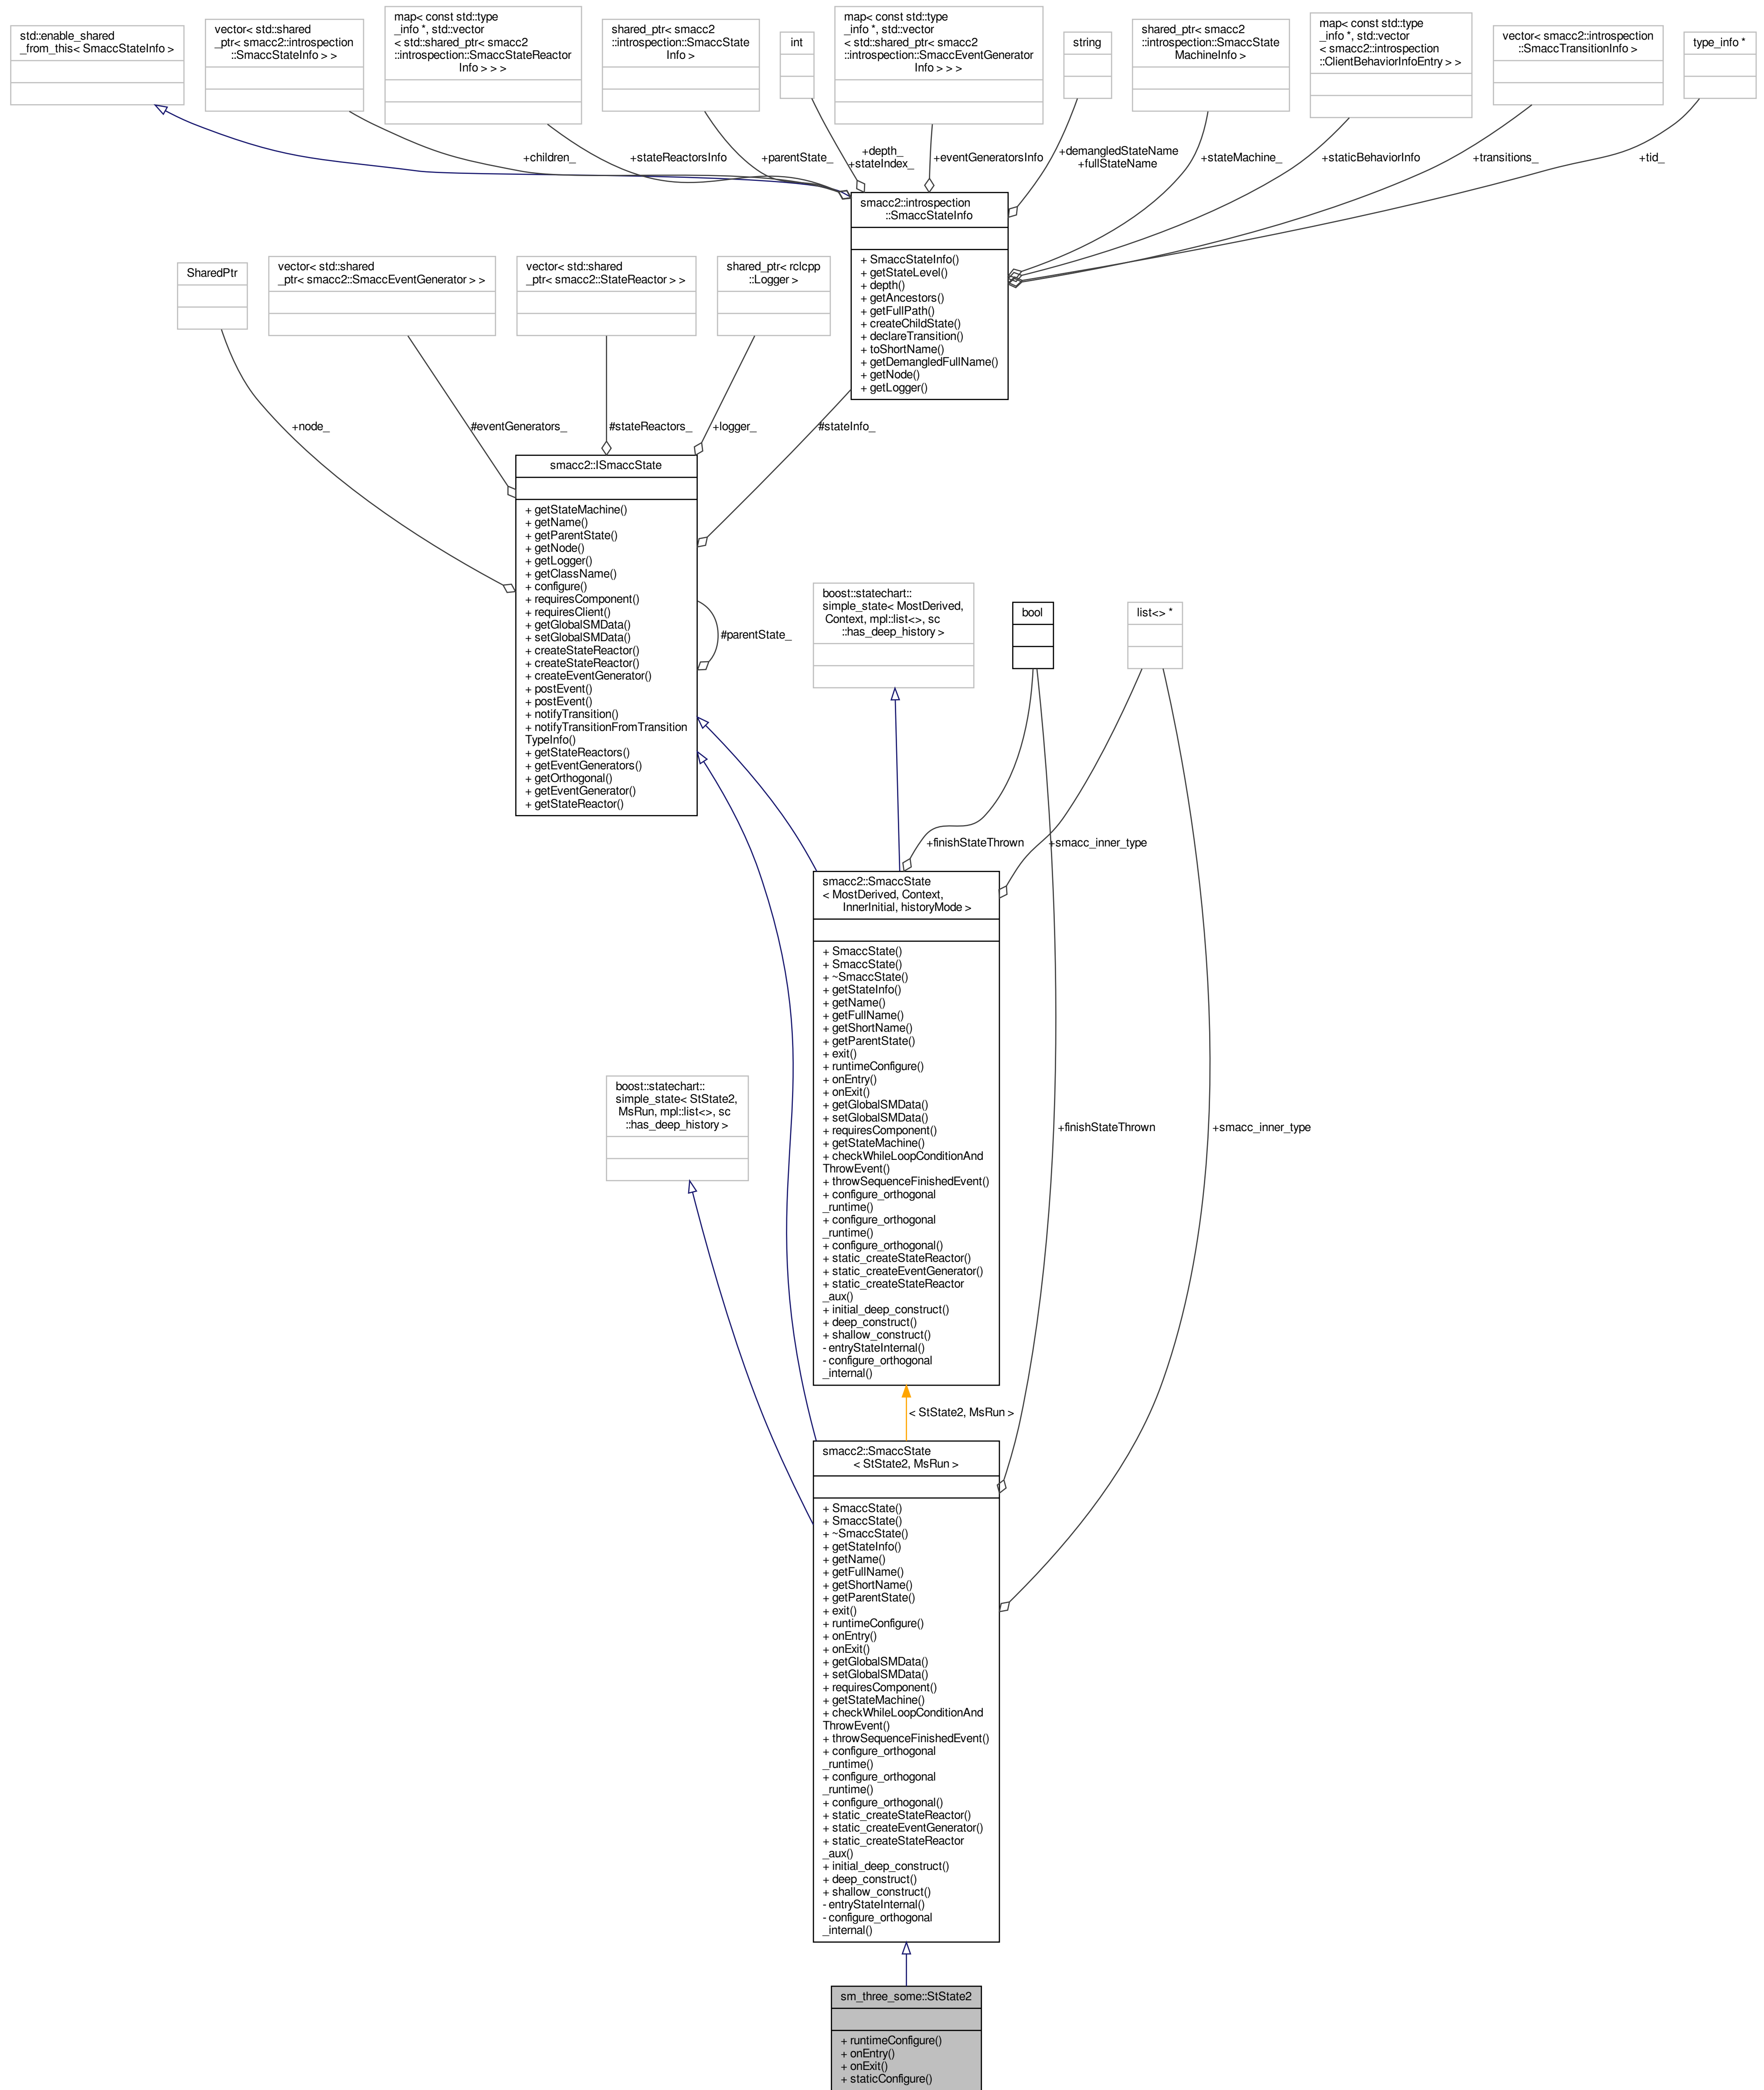 std::enable_shared
_from_this< SmaccStateInfo >
vector< std::shared
_ptr< smacc2::introspection
::SmaccStateInfo > >
map< const std::type
_info *, std::vector
< std::shared_ptr< smacc2
::introspection::SmaccStateReactor
Info > > >
shared_ptr< smacc2
::introspection::SmaccState
Info >
int
map< const std::type
_info *, std::vector
< std::shared_ptr< smacc2
::introspection::SmaccEventGenerator
Info > > >
string
shared_ptr< smacc2
::introspection::SmaccState
MachineInfo >
map< const std::type
_info *, std::vector
< smacc2::introspection
::ClientBehaviorInfoEntry > >
vector< smacc2::introspection
::SmaccTransitionInfo >
type_info *
+children_
+stateReactorsInfo
+parentState_
+depth_
+stateIndex_
+eventGeneratorsInfo
+demangledStateName
+fullStateName
+stateMachine_
+staticBehaviorInfo
+transitions_
+tid_
smacc2::introspection
::SmaccStateInfo
+ SmaccStateInfo()
+ getStateLevel()
+ depth()
+ getAncestors()
+ getFullPath()
+ createChildState()
+ declareTransition()
+ toShortName()
+ getDemangledFullName()
+ getNode()
+ getLogger()
SharedPtr
vector< std::shared
_ptr< smacc2::SmaccEventGenerator > >
vector< std::shared
_ptr< smacc2::StateReactor > >
shared_ptr< rclcpp
::Logger >
+node_
#eventGenerators_
#stateReactors_
+logger_
#stateInfo_
smacc2::ISmaccState
+ getStateMachine()
+ getName()
+ getParentState()
+ getNode()
+ getLogger()
+ getClassName()
+ configure()
+ requiresComponent()
+ requiresClient()
+ getGlobalSMData()
+ setGlobalSMData()
+ createStateReactor()
+ createStateReactor()
+ createEventGenerator()
+ postEvent()
+ postEvent()
+ notifyTransition()
+ notifyTransitionFromTransition
TypeInfo()
+ getStateReactors()
+ getEventGenerators()
+ getOrthogonal()
+ getEventGenerator()
+ getStateReactor()
#parentState_
boost::statechart::
simple_state< MostDerived,
Context, mpl::list<>, sc
::has_deep_history >
bool
list<> *
+finishStateThrown
+smacc_inner_type
smacc2::SmaccState
< MostDerived, Context,
InnerInitial, historyMode >
+ SmaccState()
+ SmaccState()
+ ~SmaccState()
+ getStateInfo()
+ getName()
+ getFullName()
+ getShortName()
+ getParentState()
+ exit()
+ runtimeConfigure()
+ onEntry()
+ onExit()
+ getGlobalSMData()
+ setGlobalSMData()
+ requiresComponent()
+ getStateMachine()
+ checkWhileLoopConditionAnd
ThrowEvent()
+ throwSequenceFinishedEvent()
+ configure_orthogonal
_runtime()
+ configure_orthogonal
_runtime()
+ configure_orthogonal()
+ static_createStateReactor()
+ static_createEventGenerator()
+ static_createStateReactor
_aux()
+ initial_deep_construct()
+ deep_construct()
+ shallow_construct()
- entryStateInternal()
- configure_orthogonal
_internal()
boost::statechart::
simple_state< StState2,
MsRun, mpl::list<>, sc
::has_deep_history >
+finishStateThrown
+smacc_inner_type
< StState2, MsRun >
smacc2::SmaccState
< StState2, MsRun >
+ SmaccState()
+ SmaccState()
+ ~SmaccState()
+ getStateInfo()
+ getName()
+ getFullName()
+ getShortName()
+ getParentState()
+ exit()
+ runtimeConfigure()
+ onEntry()
+ onExit()
+ getGlobalSMData()
+ setGlobalSMData()
+ requiresComponent()
+ getStateMachine()
+ checkWhileLoopConditionAnd
ThrowEvent()
+ throwSequenceFinishedEvent()
+ configure_orthogonal
_runtime()
+ configure_orthogonal
_runtime()
+ configure_orthogonal()
+ static_createStateReactor()
+ static_createEventGenerator()
+ static_createStateReactor
_aux()
+ initial_deep_construct()
+ deep_construct()
+ shallow_construct()
- entryStateInternal()
- configure_orthogonal
_internal()
sm_three_some::StState2
+ runtimeConfigure()
+ onEntry()
+ onExit()
+ staticConfigure()